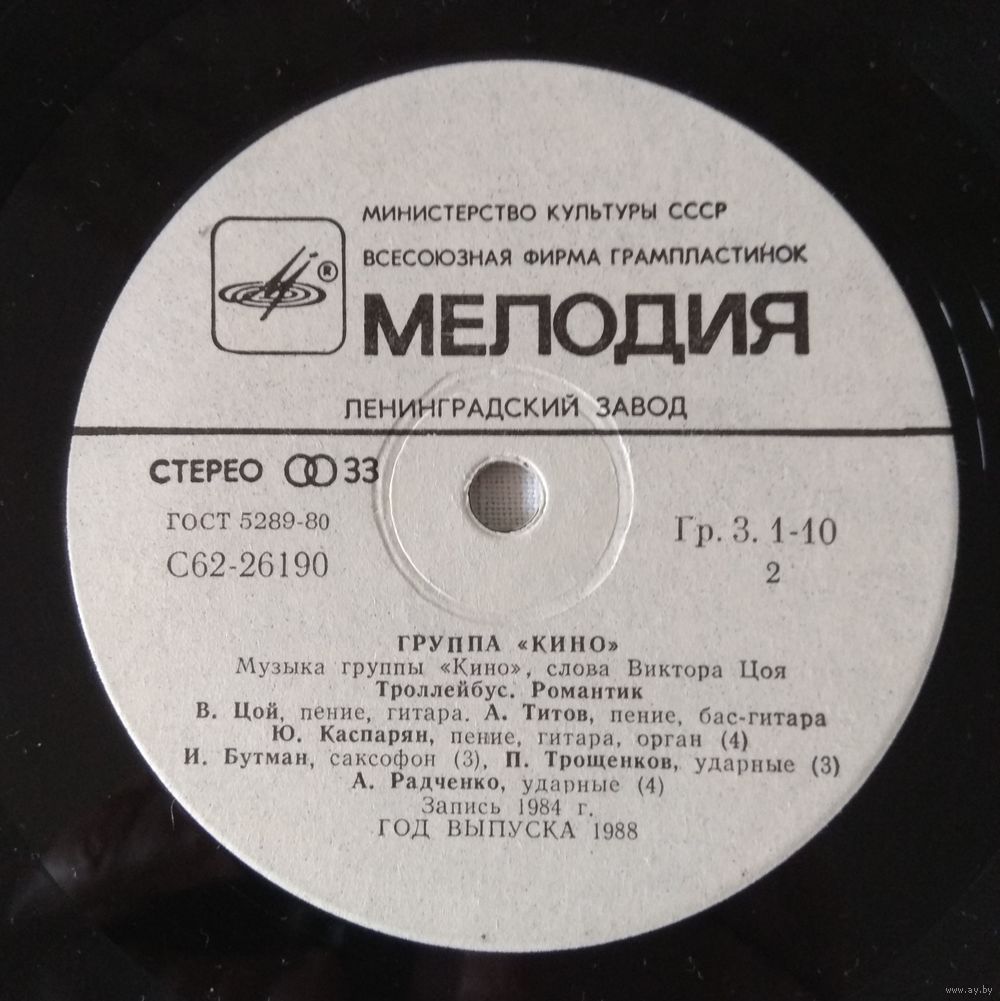 МИНИСТЕРСТВО КУЛЬТУРЫ СССР
ВСЕСОЮЗНАЯ ФИРМА ГРАМПЛАСТИНОК
®
МЕЛОДИЯ
ЛЕНИНГРАДСКИЙ ЗАВОД
СТЕРЕО 33
ГОСТ 5289-80
Гр. 3. 1-10
С62-26190
2
ГРУППА «КИНО»
Музыка группы «Кино», слова Виктора Цоя
Троллейбус. Романтик
В. Цой, пение, гитара. А. Титов, пение, бас-гитара
Ю. Каспарян, пение, гитара, орган (4)
И. Бутман, саксофон (3), П. Трощенков, ударные (3)
А. Радченко, ударные (4)
Запись 1984 г.
ГОД ВЫПУСКА 1988
www.ay.by